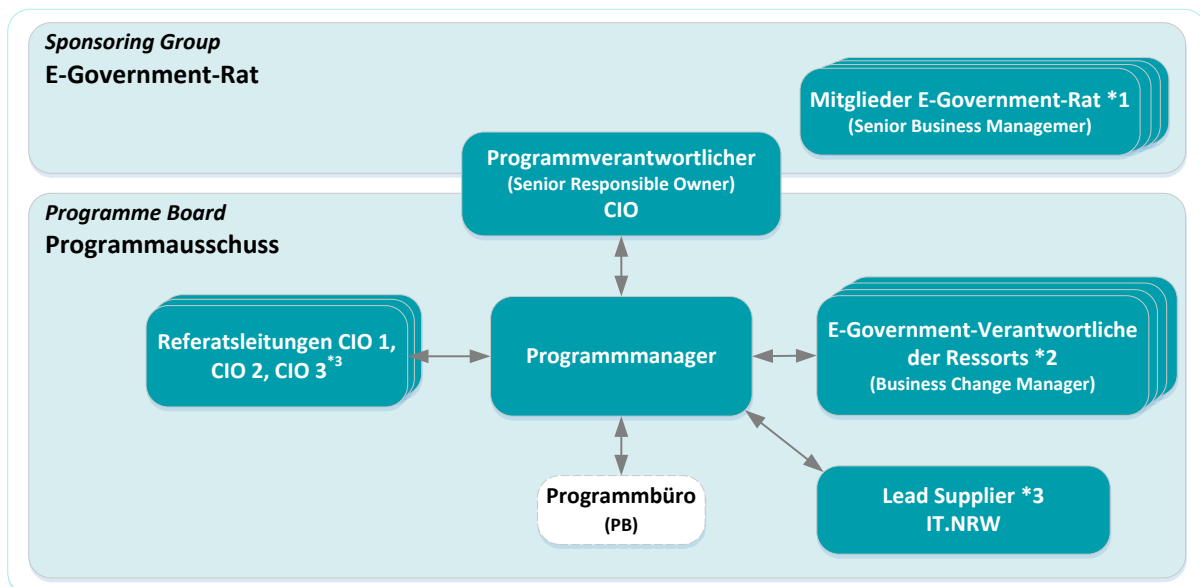 Sponsoring Group
E-Government-Rat
Mitglieder E-Government-Rat *1
(Senior Business Managemer)
Programmverantwortlicher
(Senior Responsible Owner)
CIO
Programme Board
Programmausschuss
Referatsleitungen CIO 1,
CIO 2, CIO 3*3
Programmmanager
E-Government-Verantwortliche
der Ressorts *2
(Business Change Manager)
Programmbüro
(PB)
Lead Supplier *3
IT.NRW